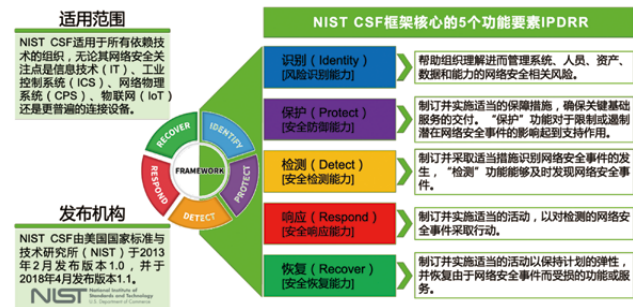 适用范围
NIST CSF适用于所有依赖技
术的组织，无论其网络安全关
注点是信息技术（IT）、工业
控制系统（ICS）、网络物理
系统（CPS）、物联网（IoT）
还是更普遍的连接设备。
RECOVER
IDENTIFY
PROTECT
DETECT
RESPOND
FRAMEWORK
发布机构
NIST CSF由美国国家标准与
技术研究所（NIST）于2013
年2月发布版本1.0，并于
2018年4月发布版本1.1。
NIST
National Institute of
Standards and Technology
U.S. Department of Commerce
NIST CSF框架核心的5个功能要素IPDRR
识别（Identity）
[风险识别能力]
帮助组织理解进而管理系统、人员、资产、
数据和能力的网络安全相关风险。
保护（Protect）
[安全防御能力]
制订并实施适当的保障措施，确保关键基础
服务的交付。“保护”功能对于限制或遏制
潜在网络安全事件的影响起到支持作用。
检测（Detect）
[安全检测能力]
制订并采取适当措施识别网络安全事件的发
生，“检测”功能能够及时发现网络安全事
件。
响应（Respond）
[安全响应能力]
制订并实施适当的活动，以对检测的网络安
全事件采取行动。
恢复（Recover）
[安全恢复能力]
制订并实施适当的活动以保持计划的弹性，
并恢复由于网络安全事件而受损的功能或服
务。